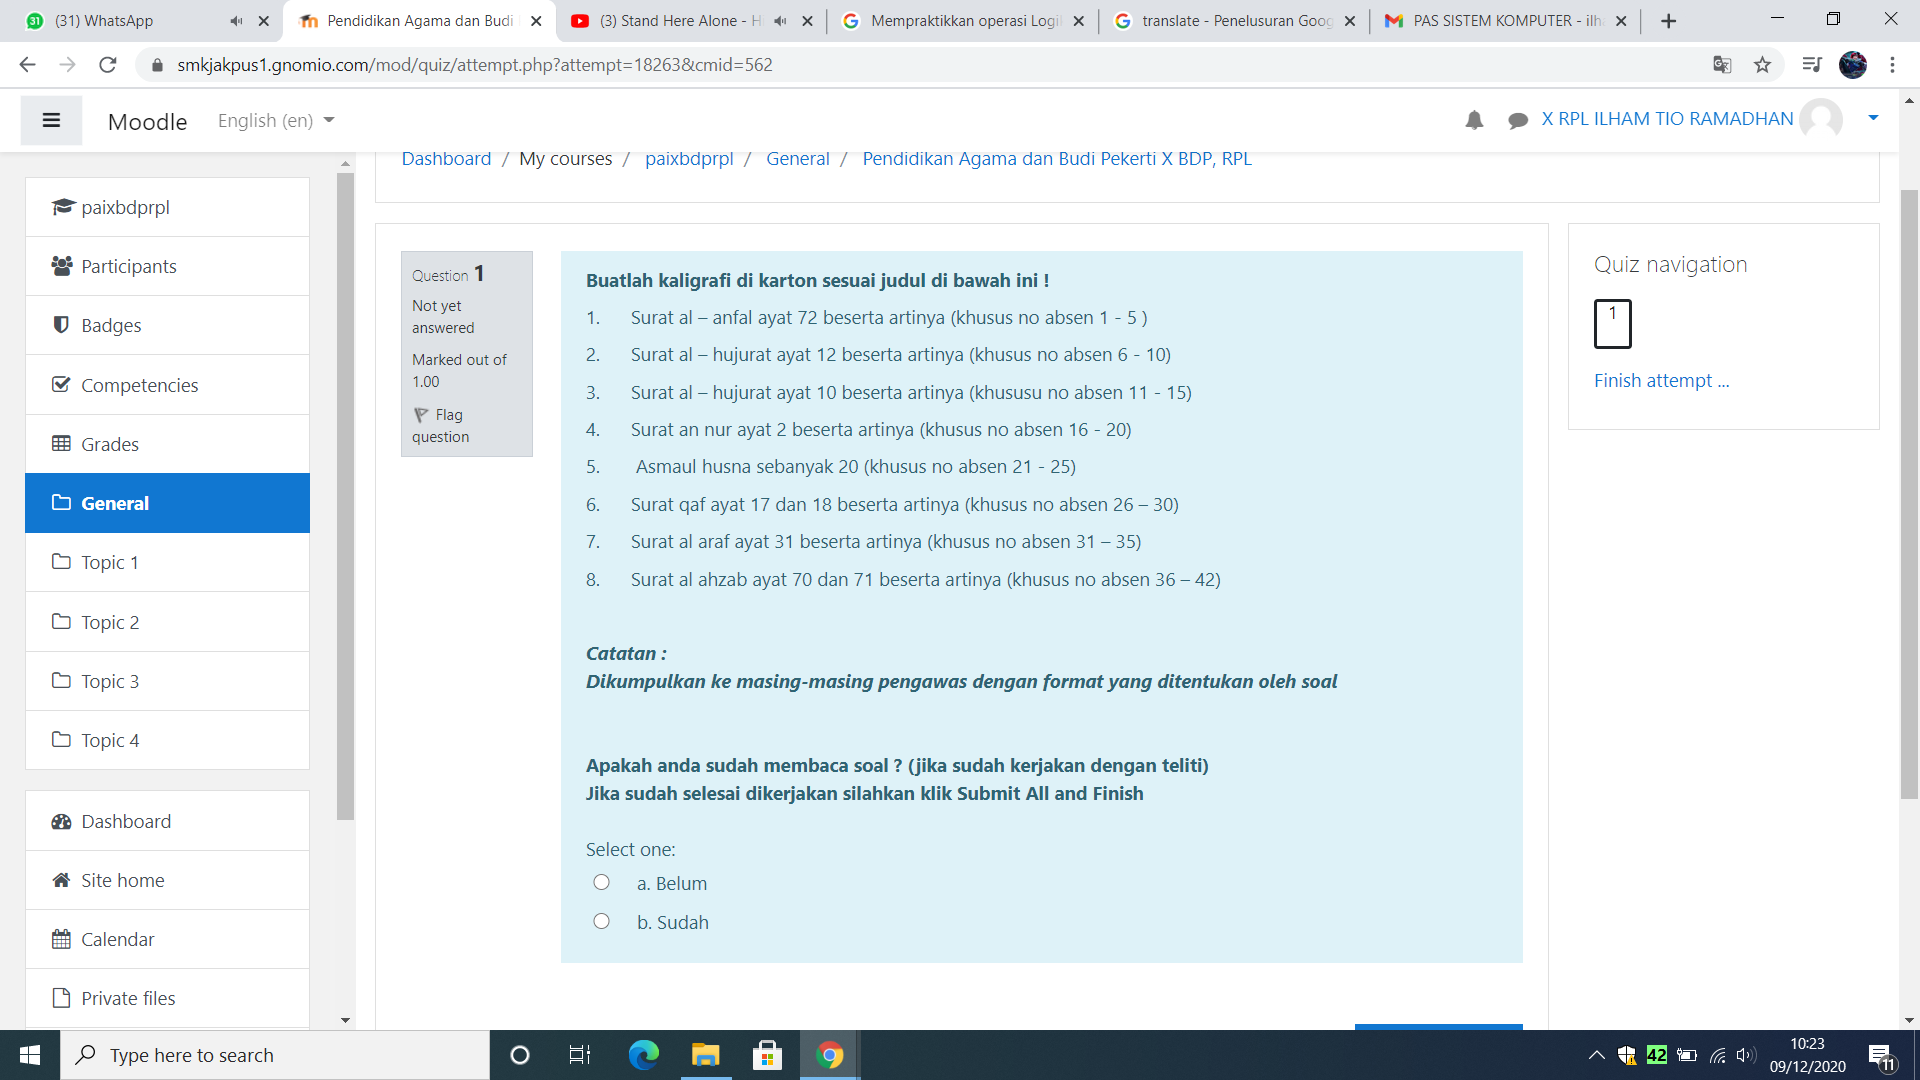 (31) WhatsApp
Pendidikan Agama dan Budi
(3) Stand Here Alone - H
Mempraktikkan operasi Logi
translate - Penelusuran Goog
PAS SISTEM KOMPUTER - ilh
smkjakpus1.gnomio.com/mod/quiz/attempt.php?attempt=18263&cmid=562
Moodle
English (en)
X RPL ILHAM TIO RAMADHAN
Dashboard / My courses / paixbdprpl / General / Pendidikan Agama dan Budi Pekerti X BDP, RPL
paixbdprpl
Participants
Badges
Competencies
Grades
General
Topic 1
Topic 2
Topic 3
Topic 4
Dashboard
Site home
Calendar
Private files
Question 1
Not yet
answered
Marked out of
1.00
Flag
question
Buatlah kaligrafi di karton sesuai judul di bawah ini !
1. Surat al – anfal ayat 72 beserta artinya (khusus no absen 1 - 5 )
2. Surat al – hujurat ayat 12 beserta artinya (khusus no absen 6 - 10)
3. Surat al – hujurat ayat 10 beserta artinya (khususu no absen 11 - 15)
4. Surat an nur ayat 2 beserta artinya (khusus no absen 16 - 20)
5. Asmaul husna sebanyak 20 (khusus no absen 21 - 25)
6. Surat qaf ayat 17 dan 18 beserta artinya (khusus no absen 26 – 30)
7. Surat al araf ayat 31 beserta artinya (khusus no absen 31 – 35)
8. Surat al ahzab ayat 70 dan 71 beserta artinya (khusus no absen 36 – 42)
Catatan :
Dikumpulkan ke masing-masing pengawas dengan format yang ditentukan oleh soal
Apakah anda sudah membaca soal ? (jika sudah kerjakan dengan teliti)
Jika sudah selesai dikerjakan silahkan klik Submit All and Finish
Select one:
a. Belum
b. Sudah
Quiz navigation
1
Finish attempt ...
Type here to search
42
10:23
09/12/2020
11